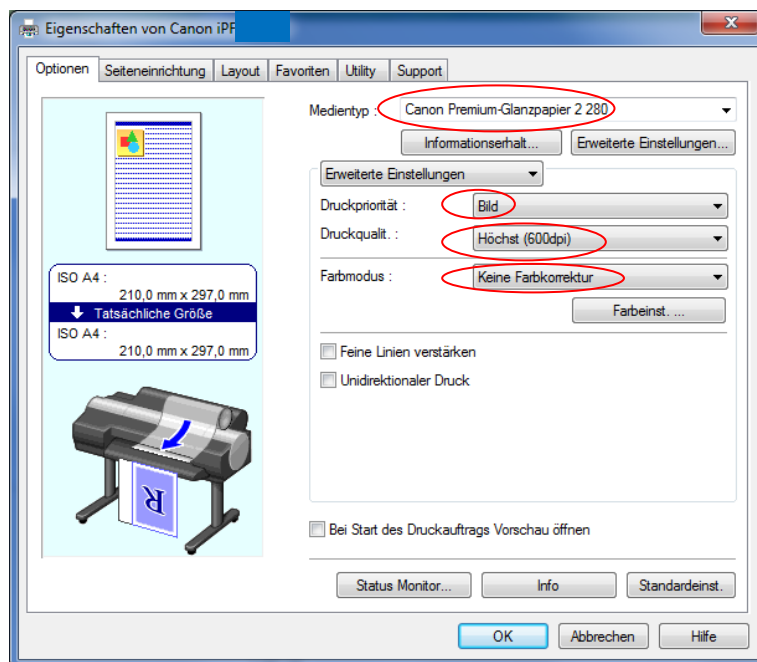 Eigenschaften von Canon iPF
Optionen Seiteneinrichtung Layout Favoriten Utility Support
Medientyp : Canon Premium-Glanzpapier 2 280
Informationserhalt... Erweiterte Einstellungen...
Erweiterte Einstellungen
Druckpriorität : Bild
Druckqualit. : Höchst (600dpi)
Farbmodus : Keine Farbkorrektur
Farbeinst. ...
ISO A4 :
210,0 mm x 297,0 mm
Tatsächliche Größe
ISO A4 :
210,0 mm x 297,0 mm
Feine Linien verstärken
Unidirektionaler Druck
R
Bei Start des Druckauftrags Vorschau öffnen
Status Monitor... Info Standardeinst.
OK Abbrechen Hilfe